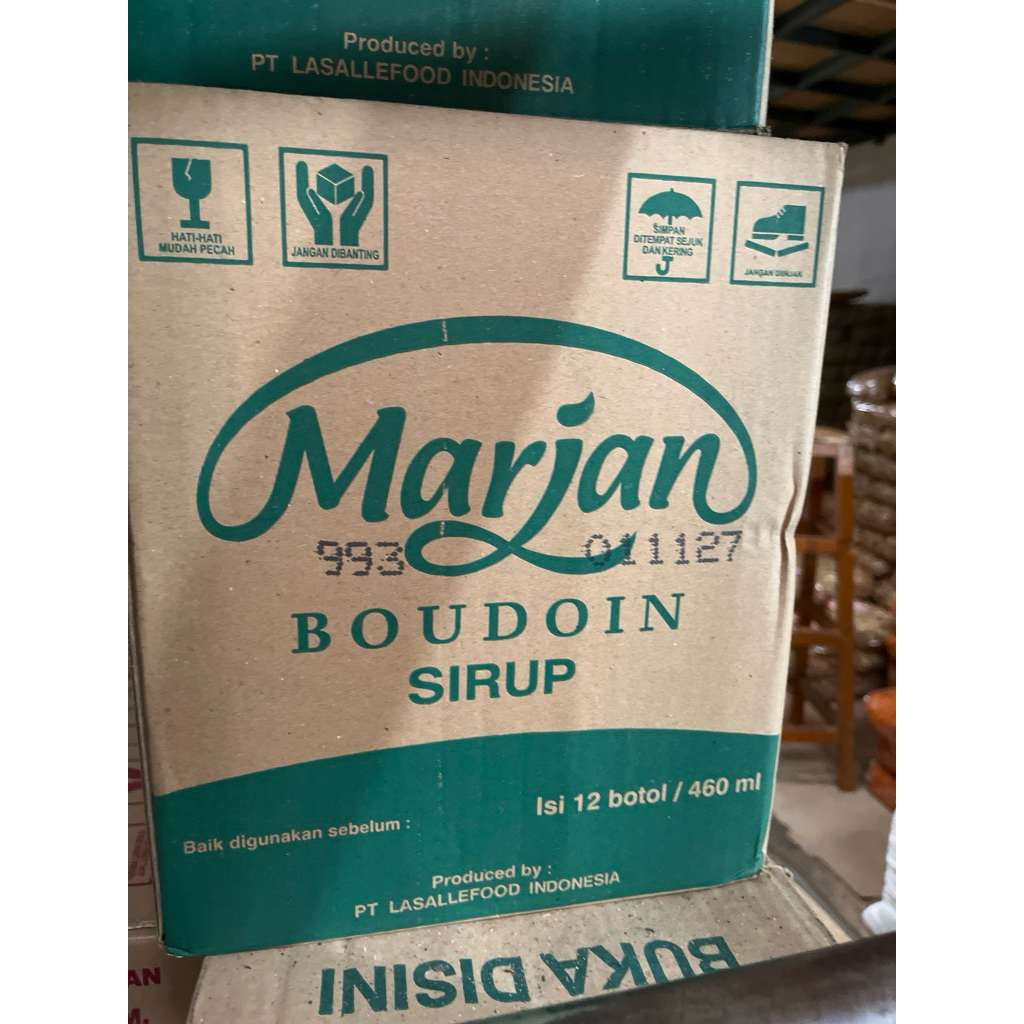 Produced by :
PT LASALLEFOOD INDONESIA
HATI-HATI
MUDAH PECAH
JANGAN DIBANTING
SIMPAN
DITEMPAT SEJUK
DAN KERING
JANGAN DIINJAK
Marjan
993 011127
BOUDOIN
SIRUP
Isi 12 botol / 460 ml
Baik digunakan sebelum :
Produced by :
PT LASALLEFOOD INDONESIA
BUKA DISINI